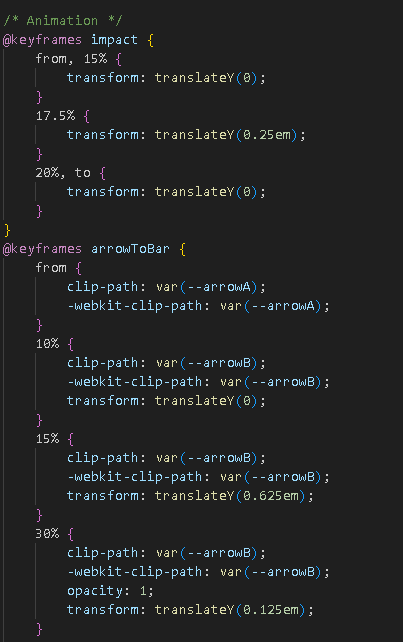 /* Animation */
@keyframes impact {
    from, 15% {
        transform: translateY(0);
    }
    17.5% {
        transform: translateY(0.25em);
    }
    20%, to {
        transform: translateY(0);
    }
}
@keyframes arrowToBar {
    from {
        clip-path: var(--arrowA);
        -webkit-clip-path: var(--arrowA);
    }
    10% {
        clip-path: var(--arrowB);
        -webkit-clip-path: var(--arrowB);
        transform: translateY(0);
    }
    15% {
        clip-path: var(--arrowB);
        -webkit-clip-path: var(--arrowB);
        transform: translateY(0.625em);
    }
    30% {
        clip-path: var(--arrowB);
        -webkit-clip-path: var(--arrowB);
        opacity: 1;
        transform: translateY(0.125em);
    }